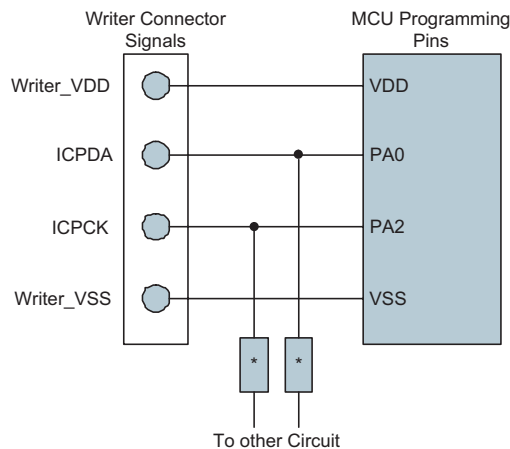 Writer Connector
Signals
MCU Programming
Pins
Writer_VDD
VDD
ICPDA
PA0
ICPCK
PA2
Writer_VSS
VSS
* *
To other Circuit